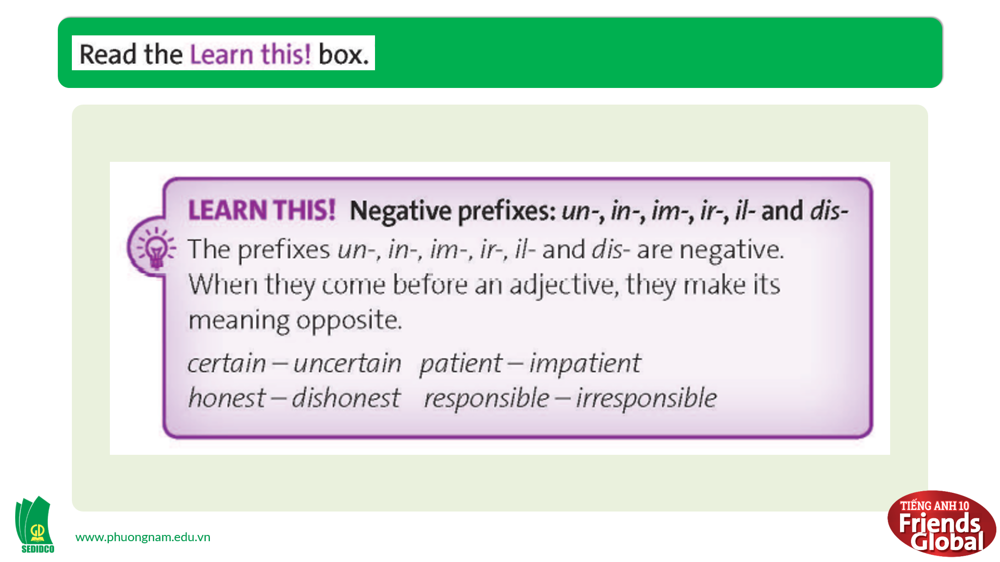 Read the Learn this! box.
LEARN THIS! Negative prefixes: un-, in-, im-, ir-, il- and dis-
The prefixes un-, in-, im-, ir-, il- and dis- are negative.
When they come before an adjective, they make its
meaning opposite.
certain – uncertain patient – impatient
honest – dishonest responsible – irresponsible
GD
SEDIDCO
www.phuongnam.edu.vn
TIẾNG ANH 10
Friends
Global